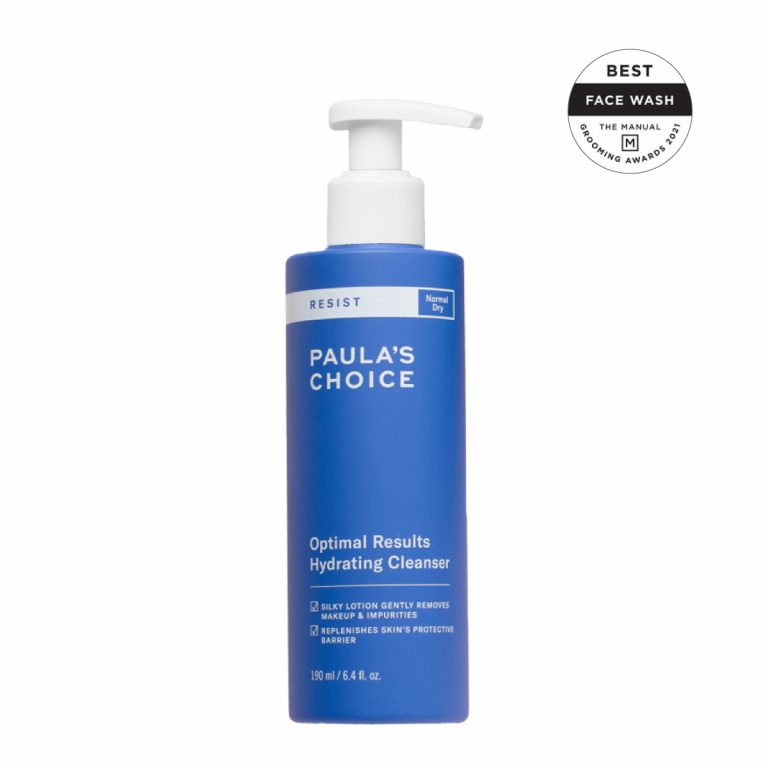 BEST
FACE WASH
THE MANUAL
M
GROOMING AWARDS 2021
RESIST
Normal
Dry
PAULA'S
CHOICE
Optimal Results
Hydrating Cleanser
SILKY LOTION GENTLY REMOVES
MAKEUP & IMPURITIES
REPLENISHES SKIN'S PROTECTIVE
BARRIER
190 ml / 6.4 fl. oz.